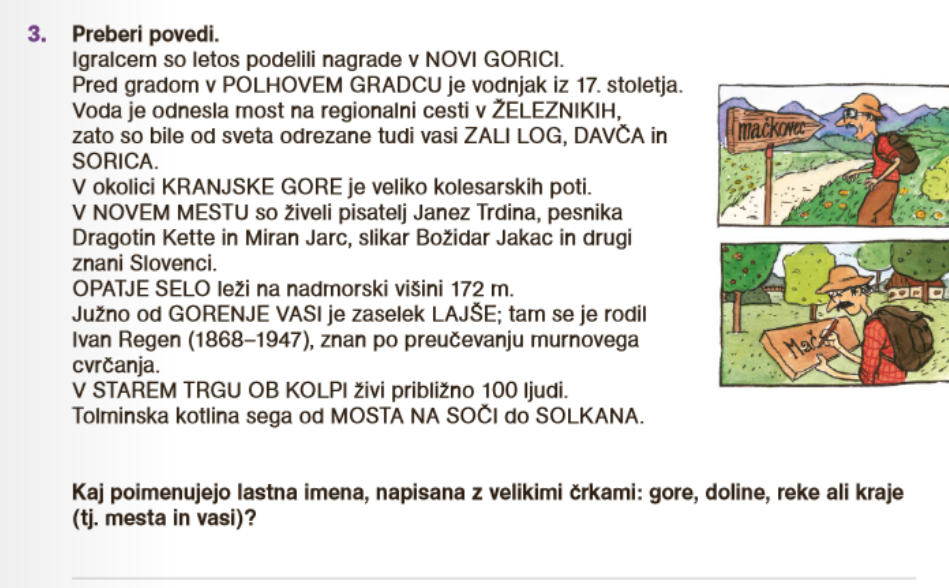 3. Preberi povedi.
Igralcem so letos podelili nagrade v NOVI GORICI.
Pred gradom v POLHOVEM GRADCU je vodnjak iz 17. stoletja.
Voda je odnesla most na regionalni cesti v ŽELEZNIKIH,
zato so bile od sveta odrezane tudi vasi ZALI LOG, DAVČA in
SORICA.
V okolici KRANJSKE GORE je veliko kolesarskih poti.
V NOVEM MESTU so živeli pisatelj Janez Trdina, pesnika
Dragotin Kette in Miran Jarc, slikar Božidar Jakac in drugi
znani Slovenci.
OPATJE SELO leži na nadmorski višini 172 m.
Južno od GORENJE VASI je zaselek LAJŠE; tam se je rodil
Ivan Regen (1868–1947), znan po preučevanju murnovega
cvrčanja.
V STAREM TRGU OB KOLPI živi približno 100 ljudi.
Tolminska kotlina sega od MOSTA NA SOČI do SOLKANA.
mačkovec
Mač
Kaj poimenujejo lastna imena, napisana z velikimi črkami: gore, doline, reke ali kraje
(tj. mesta in vasi)?